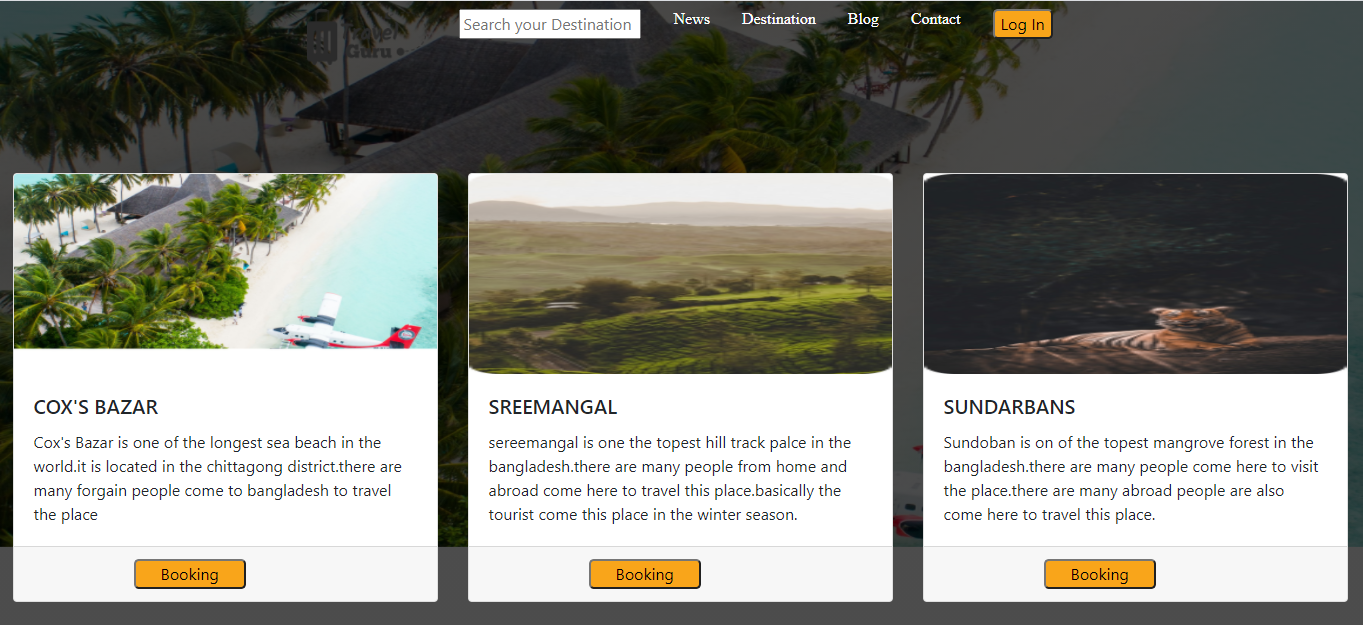 Search your Destination News Destination Blog Contact Log In
Travel
Guru
COX'S BAZAR
Cox's Bazar is one of the longest sea beach in the
world.it is located in the chittagong district.there are
many forgain people come to bangladesh to travel
the place
Booking
SREEMANGAL
sereemangal is one the topest hill track palce in the
bangladesh.there are many people from home and
abroad come here to travel this place.basically the
tourist come this place in the winter season.
Booking
SUNDARBANS
Sundoban is on of the topest mangrove forest in the
bangladesh.there are many people come here to visit
the place.there are many abroad people are also
come here to travel this place.
Booking